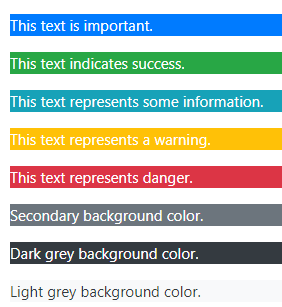 This text is important.
This text indicates success.
This text represents some information.
This text represents a warning.
This text represents danger.
Secondary background color.
Dark grey background color.
Light grey background color.